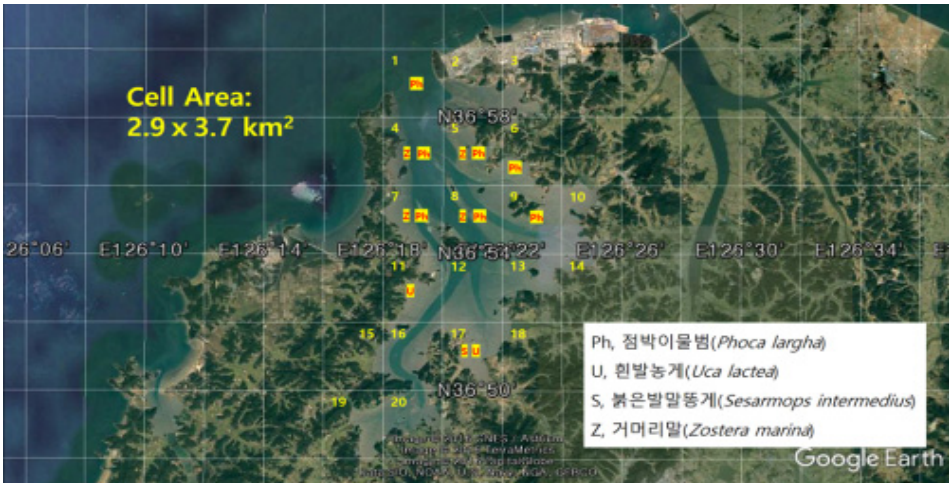 1 2 3
Cell Area:
2.9 x 3.7 km²
Ph
N36°58'
4 5 6
Z Ph Z Ph Ph
7 8 9 10
Z Ph Z Ph Ph
26°06' E126°10' E126°14' E126°18' N36°54' 22' E126°26' E126°30' E126°34' E
11 12 13 14
U
15 16 17 18
S U
N36°50'
19 20
Ph, 점박이물범(Phoca largha)
U, 흰발농게(Uca lactea)
S, 붉은발말똥게(Sesarmops intermedius)
Z, 거머리말(Zostera marina)
Google Earth